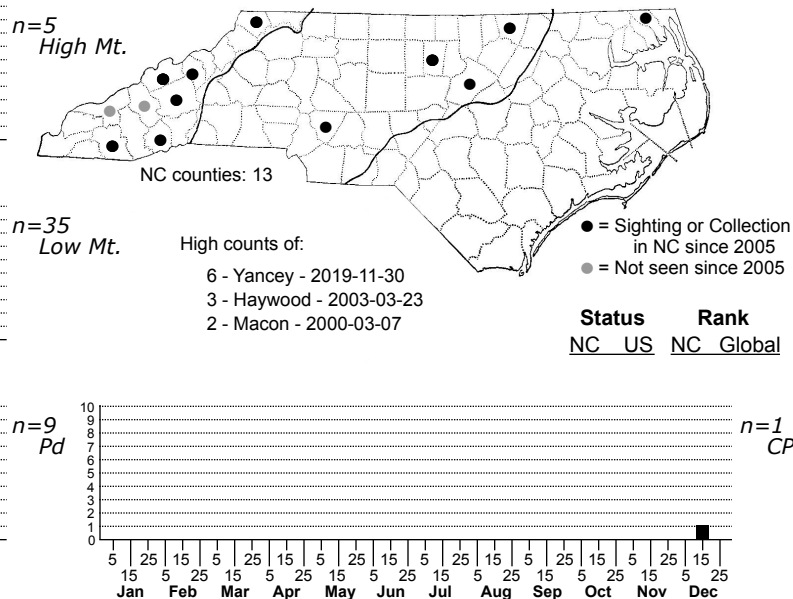 n=5
High Mt.
NC counties: 13
n=35
Low Mt.
High counts of:
6 - Yancey - 2019-11-30
3 - Haywood - 2003-03-23
2 - Macon - 2000-03-07
● = Sighting or Collection
in NC since 2005
● = Not seen since 2005
Status Rank
NC US NC Global
n=9
Pd
10
9
8
7
6
5
4
3
2
1
0
n=1
CP
5 25 15 5 25 15 5 25 15 5 25 15 5 25 15 5 25 15
15 5 25 15 5 25 15 5 25 15 5 25 15 5 25 15 5 25
Jan Feb Mar Apr May Jun Jul Aug Sep Oct Nov Dec